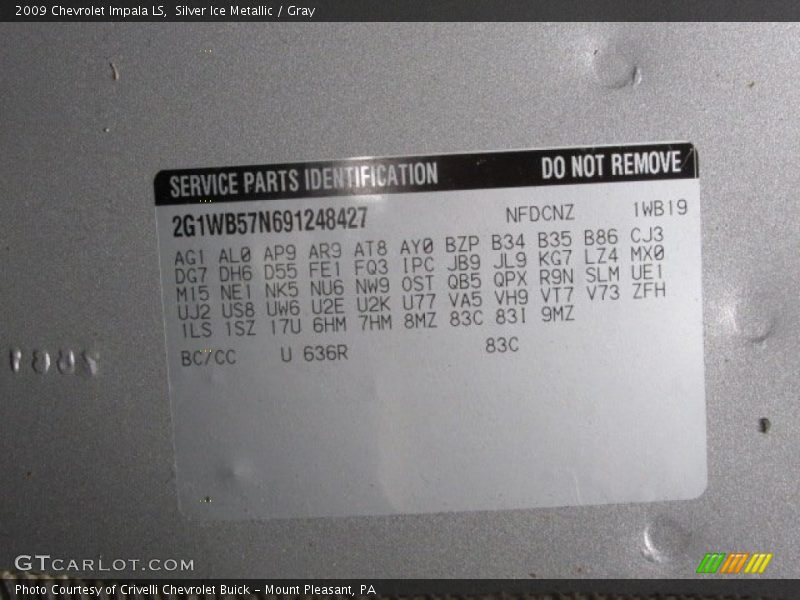 2009 Chevrolet Impala LS,  Silver Ice Metallic / Gray
SERVICE PARTS IDENTIFICATION DO NOT REMOVE
2G1WB57N691248427 NFDCNZ 1WB19
AG1 AL0 AP9 AR9 AT8 AY0 BZP B34 B35 B86 CJ3
DG7 DH6 D55 FE1 FQ3 IPC JB9 JL9 KG7 LZ4 MX0
M15 NE1 NK5 NU6 NW9 OST QB5 QPX R9N SLM UE1
UJ2 US8 UW6 U2E U2K U77 VA5 VH9 VT7 V73 ZFH
1LS 1SZ 17U 6HM 7HM 8MZ 83C 83I 9MZ
BC/CC U 636R 83C
GTCARLOT.COM
Photo Courtesy of Crivelli Chevrolet Buick - Mount Pleasant, PA